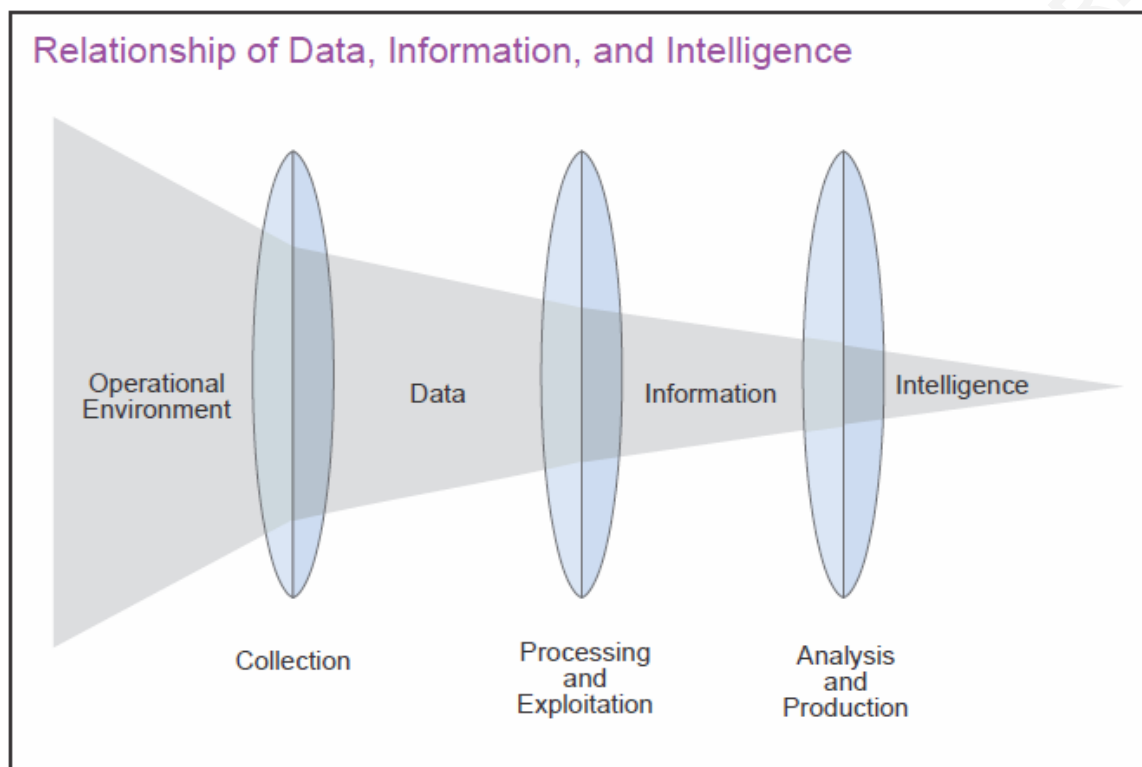 Relationship of Data, Information, and Intelligence
Operational
Environment
Data
Information
Intelligence
Collection
Processing
and
Exploitation
Analysis
and
Production